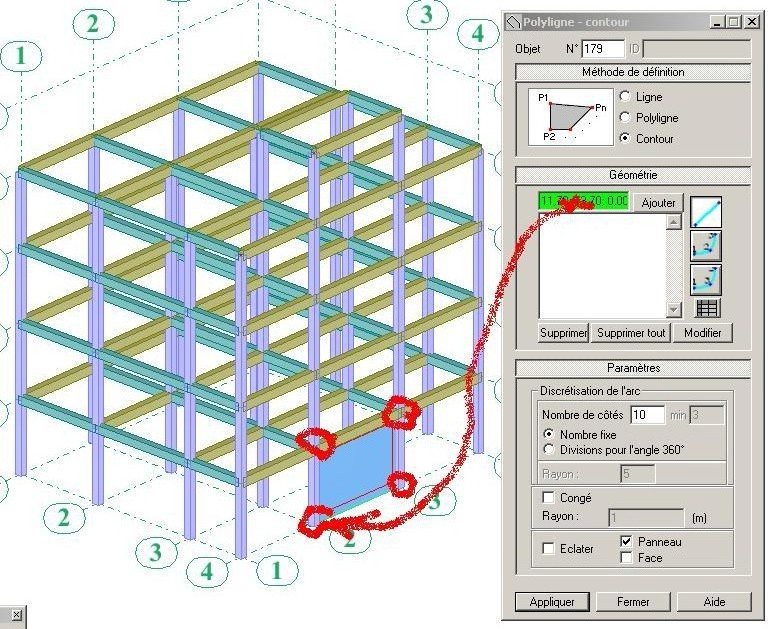 1
2
3
4
2
3
4
1
2
3
Polyligne - contour
Objet N° 179 ID
Méthode de définition
P1
Pn
P2
Ligne
Polyligne
Contour
Géométrie
Ajouter
Supprimer Supprimer tout Modifier
Paramètres
Discrétisation de l'arc
Nombre de côtés 10 min 3
Nombre fixe
Divisions pour l'angle 360°
Rayon : 5
Congé
Rayon : 1 (m)
Eclater
Panneau
Face
Appliquer Fermer Aide